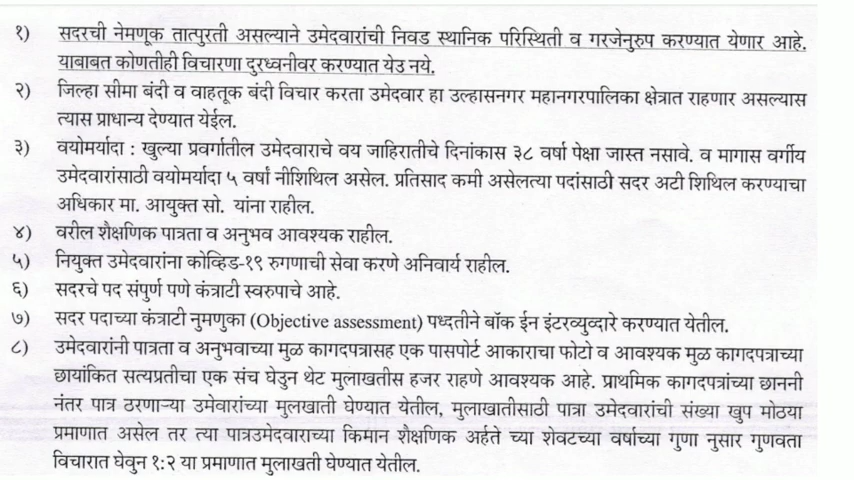 १) सदरची नेमणूक तात्पुरती असल्याने उमेदवारांची निवड स्थानिक परिस्थिती व गरजेनुरुप करण्यात येणार आहे.
याबाबत कोणतीही विचारणा दुरध्वनीवर करण्यात येउ नये.
२) जिल्हा सीमा बंदी व वाहतूक बंदी विचार करता उमेदवार हा उल्हासनगर महानगरपालिका क्षेत्रात राहणार असल्यास
त्यास प्राधान्य देण्यात येईल.
३) वयोमर्यादा : खुल्या प्रवर्गातील उमेदवाराचे वय जाहिरातीचे दिनांकास ३८ वर्षा पेक्षा जास्त नसावे. व मागास वर्गीय
उमेदवारांसाठी वयोमर्यादा ५ वर्षांनीशिथिल असेल. प्रतिसाद कमी असेलत्या पदांसाठी सदर अटी शिथिल करण्याचा
अधिकार मा. आयुक्त सो. यांना राहील.
४) वरील शैक्षणिक पात्रता व अनुभव आवश्यक राहील.
५) नियुक्त उमेदवारांना कोव्हिड-१९ रुगणाची सेवा करणे अनिवार्य राहील.
६) सदरचे पद संपुर्ण पणे कंत्राटी स्वरुपाचे आहे.
७) सदर पदाच्या कंत्राटी नुमणुका (Objective assessment) पध्दतीने बॉक ईन इंटरव्युव्दारे करण्यात येतील.
८) उमेदवारांनी पात्रता व अनुभवाच्या मुळ कागदपत्रासह एक पासपोर्ट आकाराचा फोटो व आवश्यक मुळ कागदपत्राच्या
छायांकित सत्यप्रतीचा एक संच घेउुन थेट मुलाखतीस हजर राहणे आवश्यक आहे. प्राथमिक कागदपत्रांच्या छाननी
नंतर पात्र ठरणाऱ्या उमेवारांच्या मुलखाती घेण्यात येतील, मुलाखातीसाठी पात्रा उमेदवारांची संख्या खुप मोठया
प्रमाणात असेल तर त्या पात्रउमेदवाराच्या किमान शैक्षणिक अर्हते च्या शेवटच्या वर्षाच्या गुणा नुसार गुणवता
विचारात घेवुन १:२ या प्रमाणात मुलाखती घेण्यात येतील.